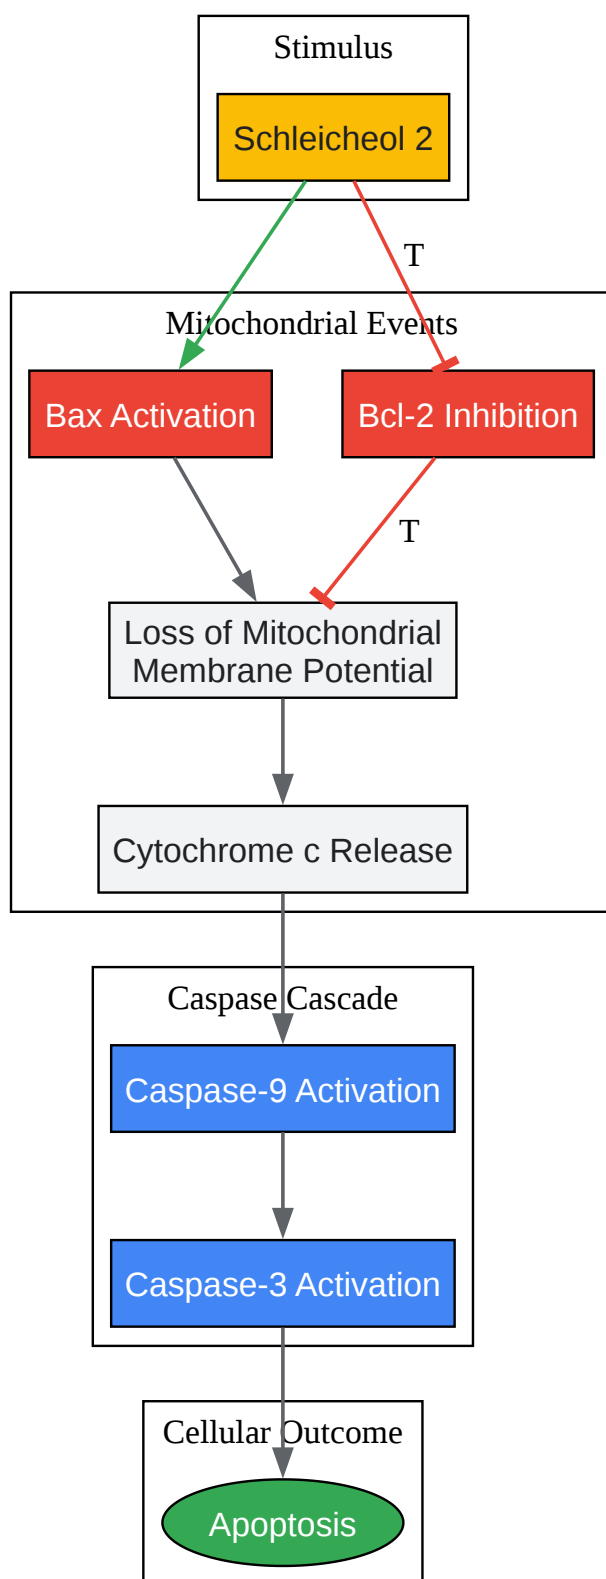 Stimulus
Schleicheol 2
T
Mitochondrial Events
Bax Activation
Bcl-2 Inhibition
T
Loss of Mitochondrial
Membrane Potential
Cytochrome c Release
Caspase Cascade
Caspase-9 Activation
Caspase-3 Activation
Cellular Outcome
Apoptosis